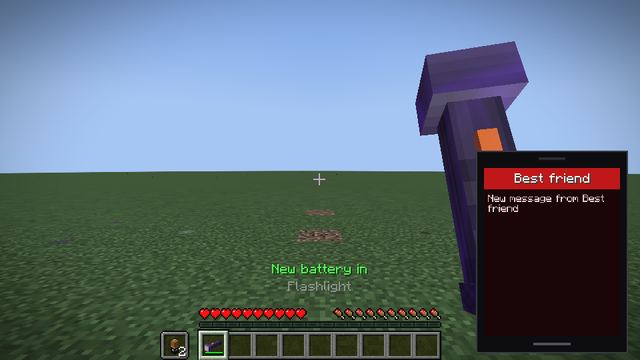 Best friend
New message from Best
friend
New battery in
Flashlight
2